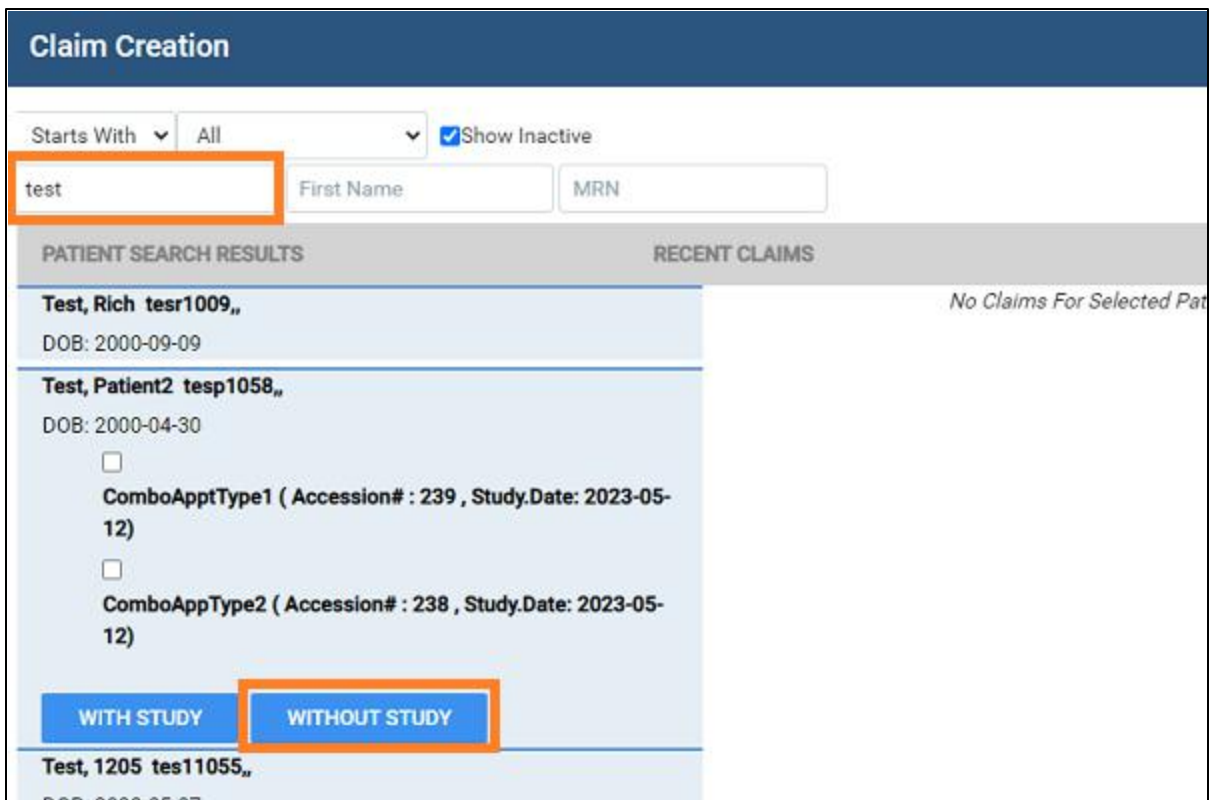 Claim Creation
Starts With All Show Inactive
test First Name MRN
PATIENT SEARCH RESULTS RECENT CLAIMS
Test, Rich tesr1009,, No Claims For Selected Pat
DOB: 2000-09-09
Test, Patient2 tesp1058,,
DOB: 2000-04-30
ComboApptType1 ( Accession# : 239 , Study.Date: 2023-05-
12)
ComboAppType2 ( Accession# : 238 , Study.Date: 2023-05-
12)
WITH STUDY WITHOUT STUDY
Test, 1205 tes11055,,